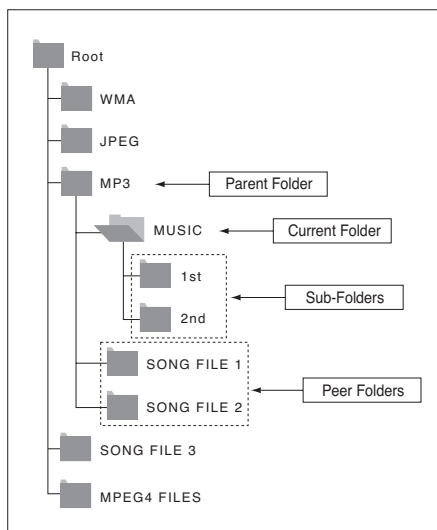 Root
WMA
JPEG
MP3
Parent Folder
MUSIC
Current Folder
1st
Sub-Folders
2nd
SONG FILE 1
Peer Folders
SONG FILE 2
SONG FILE 3
MPEG4 FILES